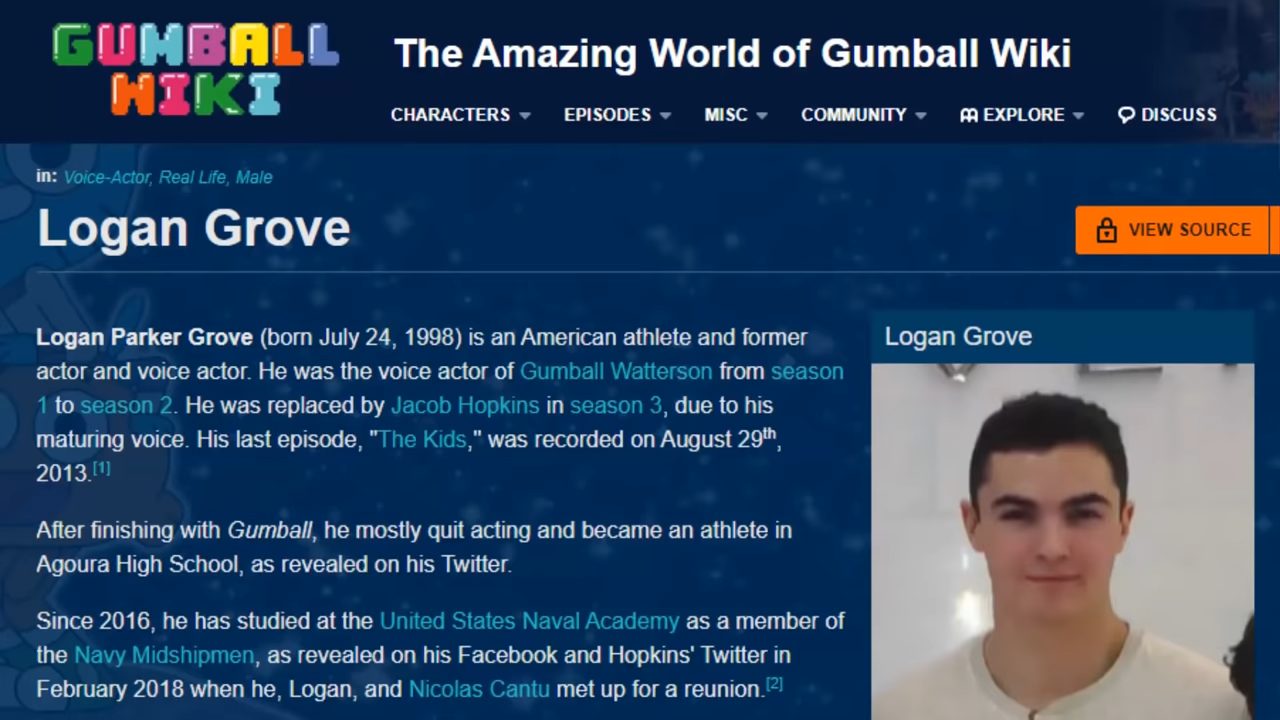 GUMBALL
WIKI
The Amazing World of Gumball Wiki
CHARACTERS
EPISODES
MISC
COMMUNITY
EXPLORE
DISCUSS
in: Voice-Actor, Real Life, Male
Logan Grove
VIEW SOURCE
Logan Parker Grove (born July 24, 1998) is an American athlete and former
actor and voice actor. He was the voice actor of Gumball Watterson from season
1 to season 2. He was replaced by Jacob Hopkins in season 3, due to his
maturing voice. His last episode, "The Kids," was recorded on August 29th,
2013.[1]
After finishing with Gumball, he mostly quit acting and became an athlete in
Agoura High School, as revealed on his Twitter.
Since 2016, he has studied at the United States Naval Academy as a member of
the Navy Midshipmen, as revealed on his Facebook and Hopkins' Twitter in
February 2018 when he, Logan, and Nicolas Cantu met up for a reunion.[2]
Logan Grove